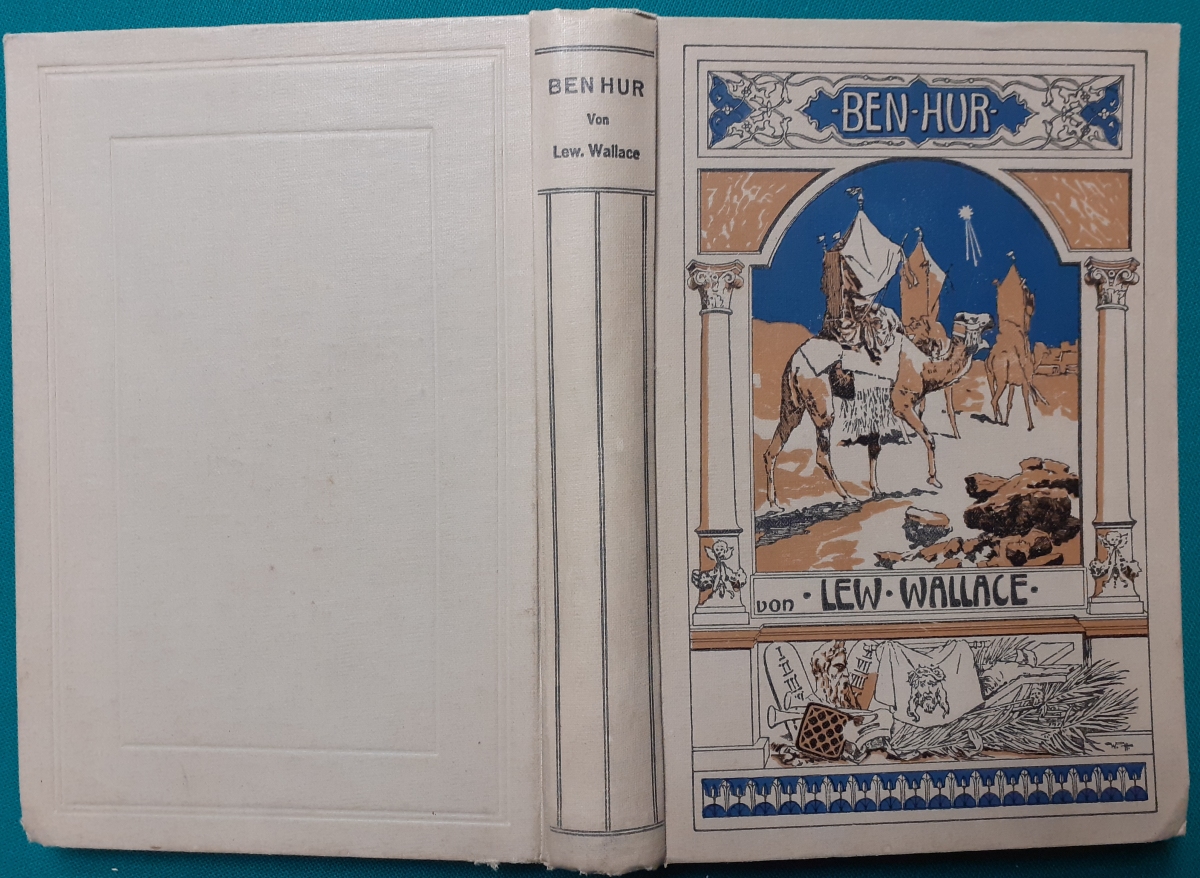 BEN HUR
Von
Lew. Wallace
·BEN·HUR·
von ·LEW·WALLACE·